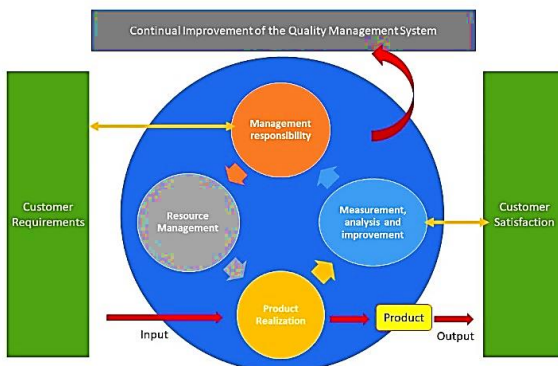 Continual Improvement of the Quality Management System
Management
responsibility
Customer
Requirements
Resource
Management
Measurement,
analysis and
improvement
Customer
Satisfaction
Product
Realization
Product
Input
Output